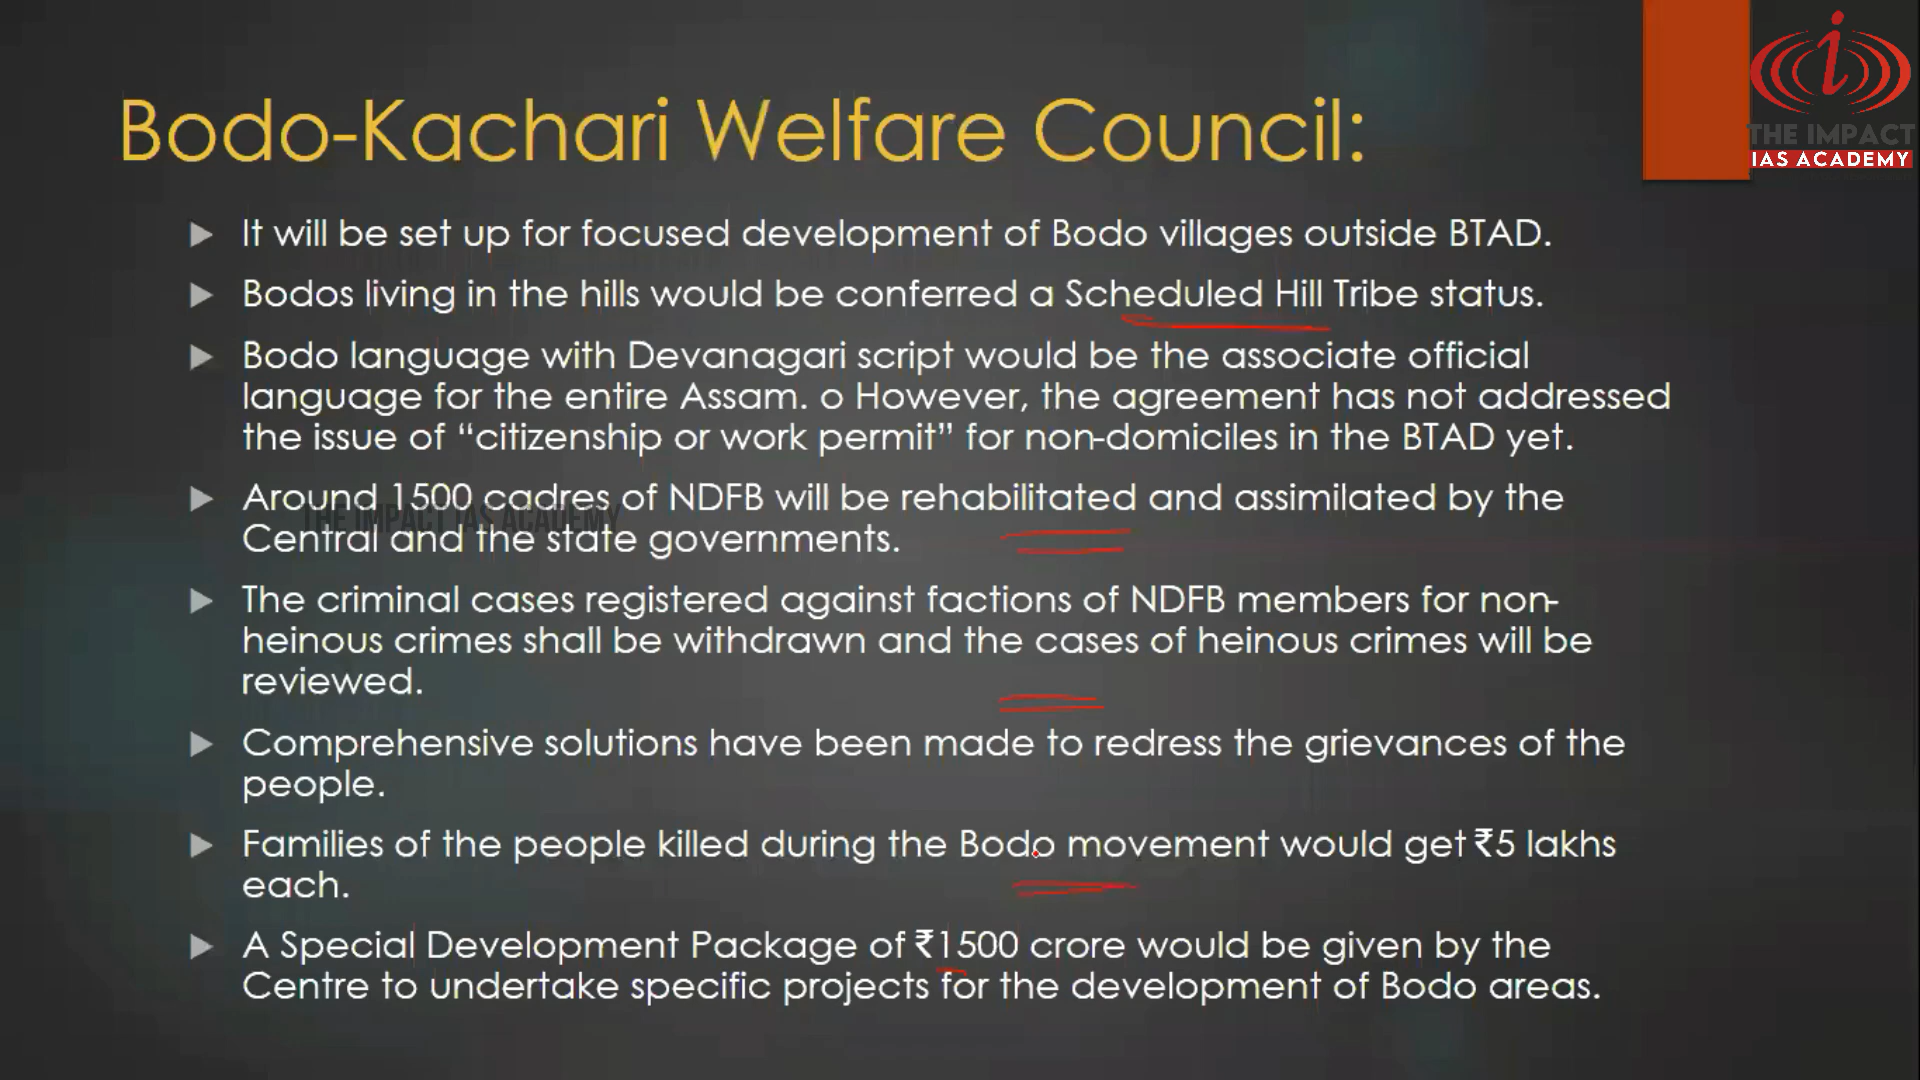 THE IMPACT
IAS ACADEMY
Bodo-Kachari Welfare Council:
It will be set up for focused development of Bodo villages outside BTAD.
Bodos living in the hills would be conferred a Scheduled Hill Tribe status.
Bodo language with Devanagari script would be the associate official
language for the entire Assam. o However, the agreement has not addressed
the issue of “citizenship or work permit” for non-domiciles in the BTAD yet.
Around 1500 cadres of NDFB will be rehabilitated and assimilated by the
THE IMPACT IAS ACADEMY
Central and the state governments.
The criminal cases registered against factions of NDFB members for non-
heinous crimes shall be withdrawn and the cases of heinous crimes will be
reviewed.
Comprehensive solutions have been made to redress the grievances of the
people.
Families of the people killed during the Bodo movement would get ₹5 lakhs
each.
A Special Development Package of ₹1500 crore would be given by the
Centre to undertake specific projects for the development of Bodo areas.